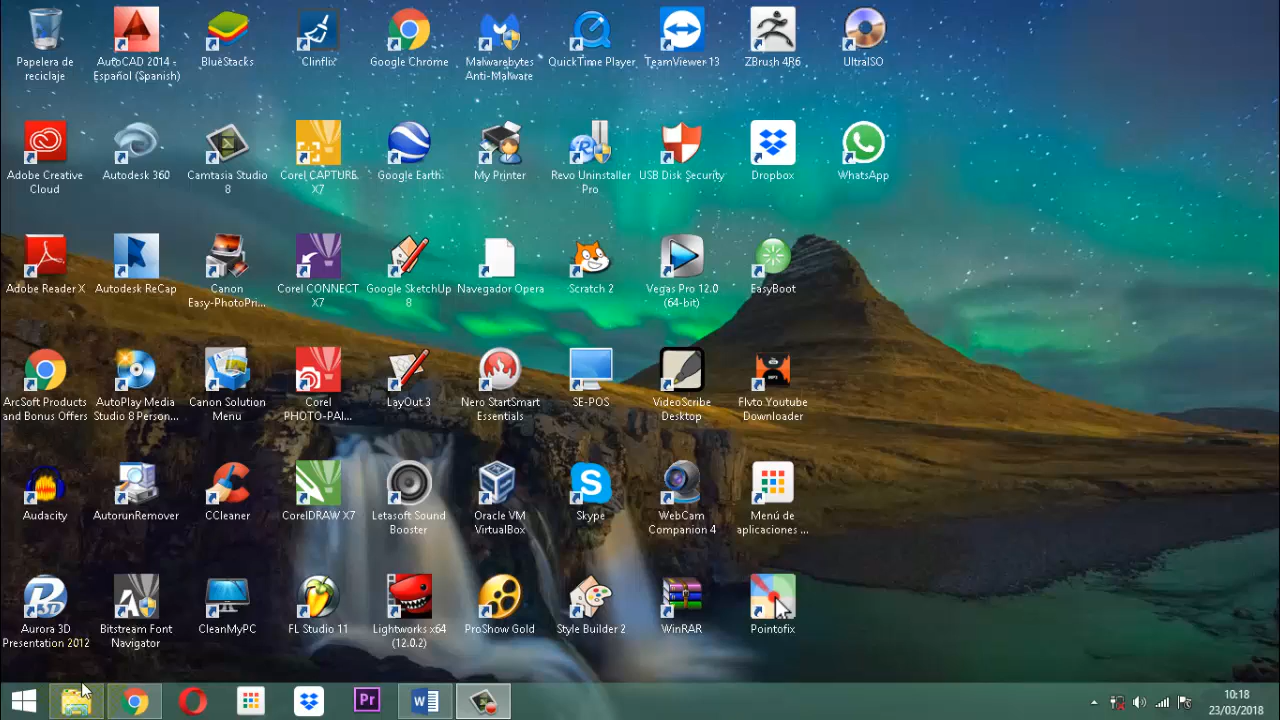 Papelera de
reciclaje
AutoCAD 2014 -
Español (Spanish)
BlueStacks
Clinflix
Google Chrome
Malwarebytes
Anti-Malware
QuickTime Player
TeamViewer 13
ZBrush 4R6
UltraISO
Adobe Creative
Cloud
Autodesk 360
Camtasia Studio
8
Corel CAPTURE
X7
Google Earth
My Printer
Revo Uninstaller
Pro
USB Disk Security
Dropbox
WhatsApp
Adobe Reader X
Autodesk ReCap
Canon
Easy-PhotoPri...
Corel CONNECT
X7
Google SketchUp
8
Navegador Opera
Scratch 2
Vegas Pro 12.0
(64-bit)
EasyBoot
ArcSoft Products
and Bonus Offers
AutoPlay Media
Studio 8 Person...
Canon Solution
Menu
Corel
PHOTO-PAI...
LayOut 3
Nero StartSmart
Essentials
SE-POS
VideoScribe
Desktop
Flvto Youtube
Downloader
Audacity
AutorunRemover
CCleaner
CorelDRAW X7
Letasoft Sound
Booster
Oracle VM
VirtualBox
Skype
WebCam
Companion 4
Menú de
aplicaciones ...
Aurora 3D
Presentation 2012
Bitstream Font
Navigator
CleanMyPC
FL Studio 11
Lightworks x64
(12.0.2)
ProShow Gold
Style Builder 2
WinRAR
Pointofix
Pr
10:18
23/03/2018